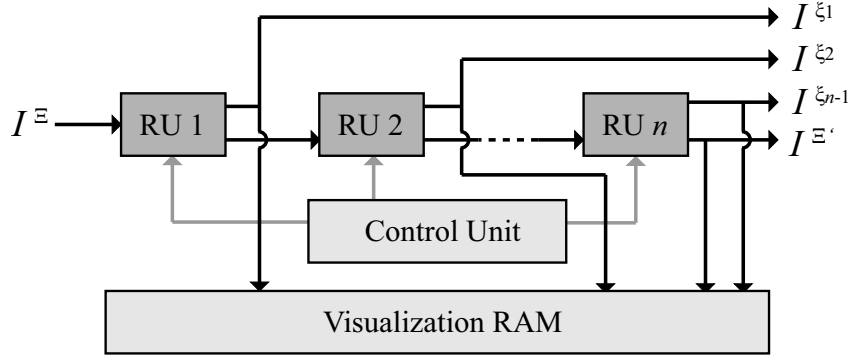 I^ξ1
I^ξ2
I^Ξ RU 1 RU 2 RU n I^ξn-1
I^Ξ‘
Control Unit
Visualization RAM